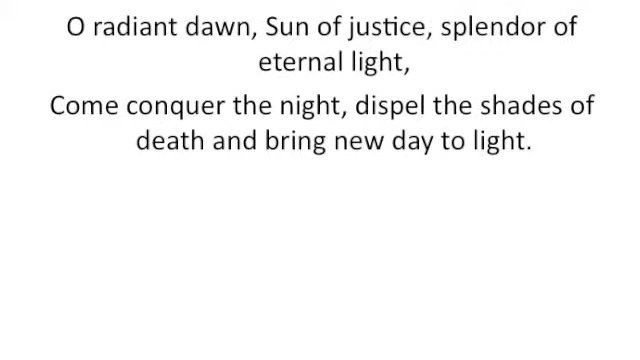 O radiant dawn, Sun of justice, splendor of
eternal light,
Come conquer the night, dispel the shades of
death and bring new day to light.